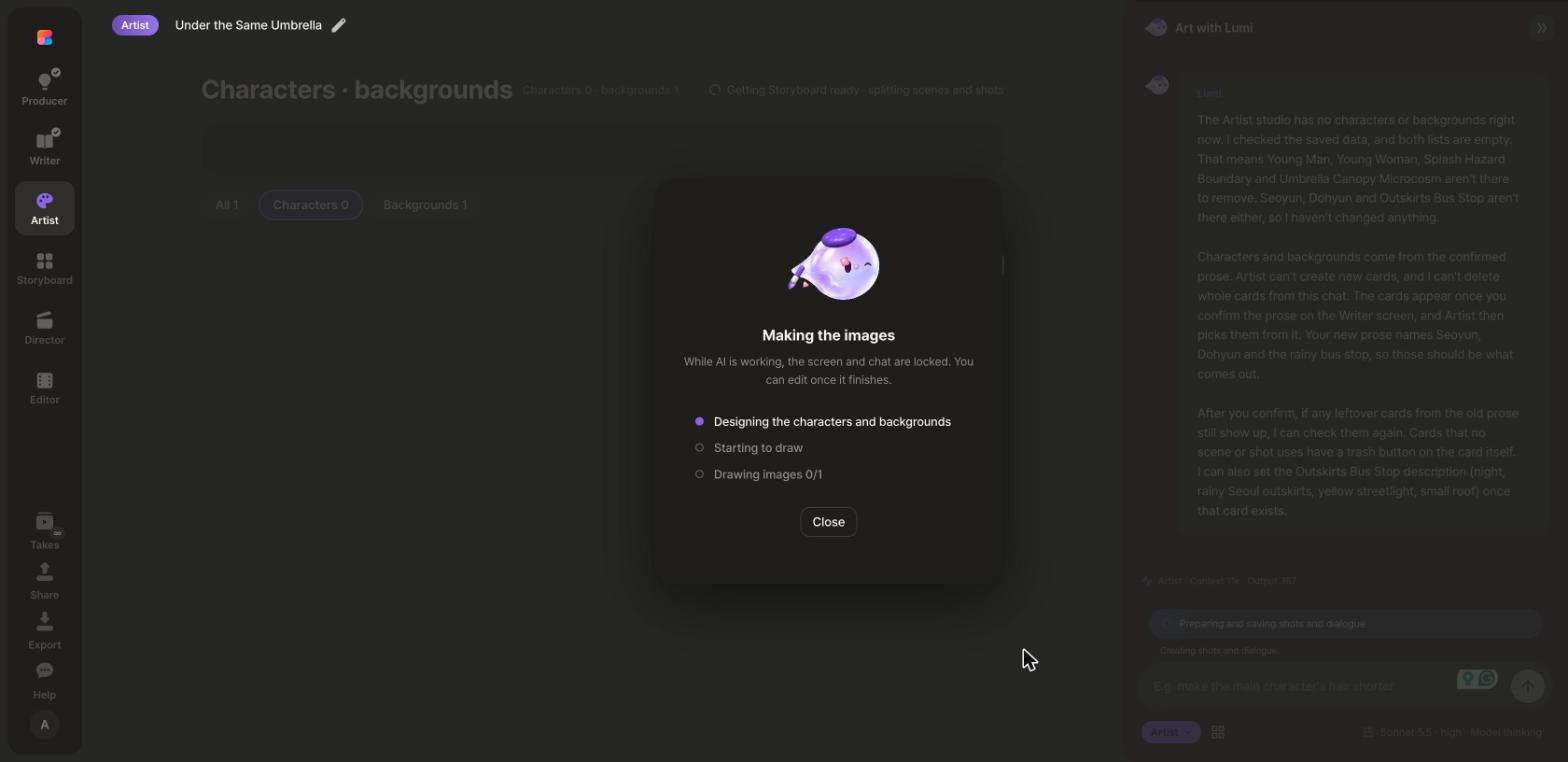 Artist
Under the Same Umbrella
Producer
Writer
Artist
Storyboard
Director
Editor
Takes
Share
Export
Help
A
Characters · backgrounds
Characters 0 · backgrounds 1
Getting Storyboard ready · splitting scenes and shots
All 1
Characters 0
Backgrounds 1
Making the images
While AI is working, the screen and chat are locked. You
can edit once it finishes.
Designing the characters and backgrounds
Starting to draw
Drawing images 0/1
Close
Art with Lumi
Lumi
The Artist studio has no characters or backgrounds right
now. I checked the saved data, and both lists are empty.
That means Young Man, Young Woman, Splash Hazard
Boundary and Umbrella Canopy Microcosm aren't there
to remove. Seoyun, Dohyun and Outskirts Bus Stop aren't
there either, so I haven't changed anything.
Characters and backgrounds come from the confirmed
prose. Artist can't create new cards, and I can't delete
whole cards from this chat. The cards appear once you
confirm the prose on the Writer screen, and Artist then
picks them from it. Your new prose names Seoyun,
Dohyun and the rainy bus stop, so those should be what
comes out.
After you confirm, if any leftover cards from the old prose
still show up, I can check them again. Cards that no
scene or shot uses have a trash button on the card itself.
I can also set the Outskirts Bus Stop description (night,
rainy Seoul outskirts, yellow streetlight, small roof) once
that card exists.
Artist · Context 11k · Output 357
Preparing and saving shots and dialogue
Creating shots and dialogue.
E.g. make the main character's hair shorter
Artist
Sonnet 5.5 · high · Model thinking